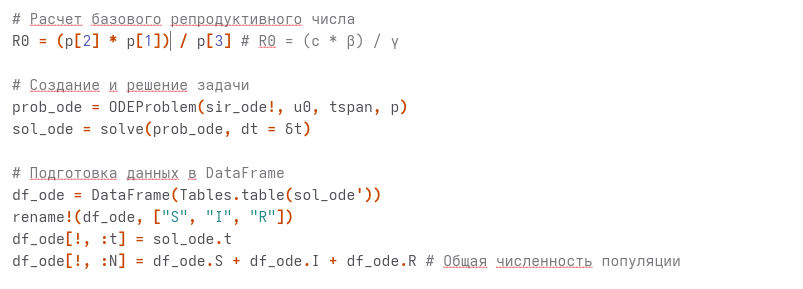 # Расчет базового репродуктивного числа
R0 = (p[2] * p[1]) / p[3] # R0 = (c * β) / γ
# Создание и решение задачи
prob_ode = ODEProblem(sir_ode!, u0, tspan, p)
sol_ode = solve(prob_ode, dt = δt)
# Подготовка данных в DataFrame
df_ode = DataFrame(Tables.table(sol_ode'))
rename!(df_ode, ["S", "I", "R"])
df_ode[!, :t] = sol_ode.t
df_ode[!, :N] = df_ode.S + df_ode.I + df_ode.R # Общая численность популяции